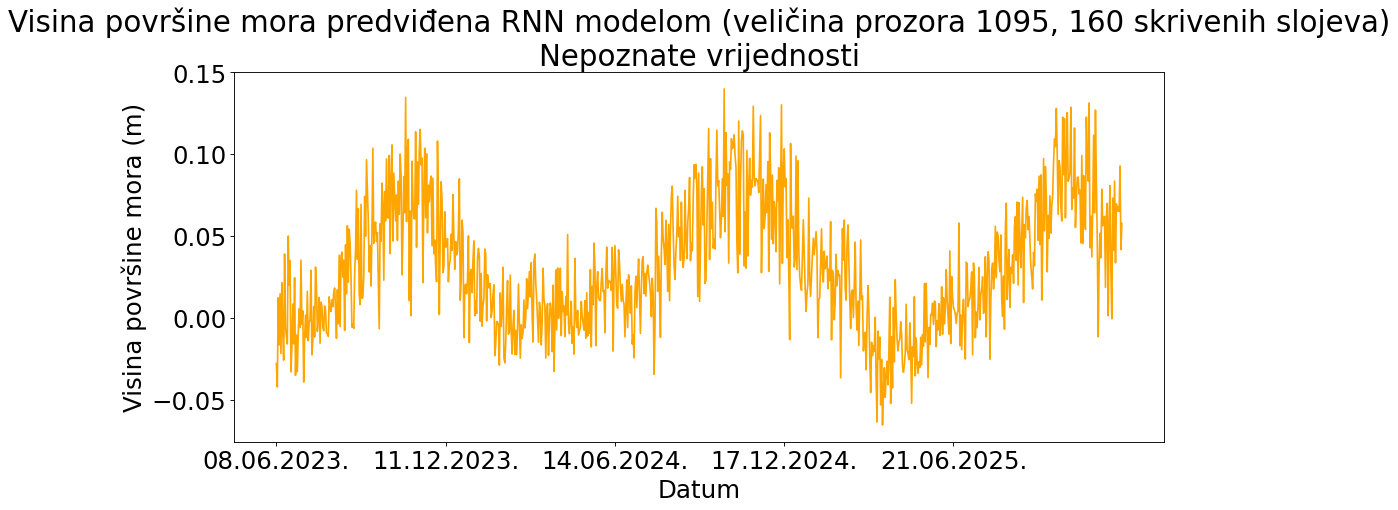 Visina površine mora predviđena RNN modelom (veličina prozora 1095, 160 skrivenih slojeva)
Nepoznate vrijednosti
Visina površine mora (m)
0.15
0.10
0.05
0.00
−0.05
08.06.2023. 11.12.2023. 14.06.2024. 17.12.2024. 21.06.2025.
Datum